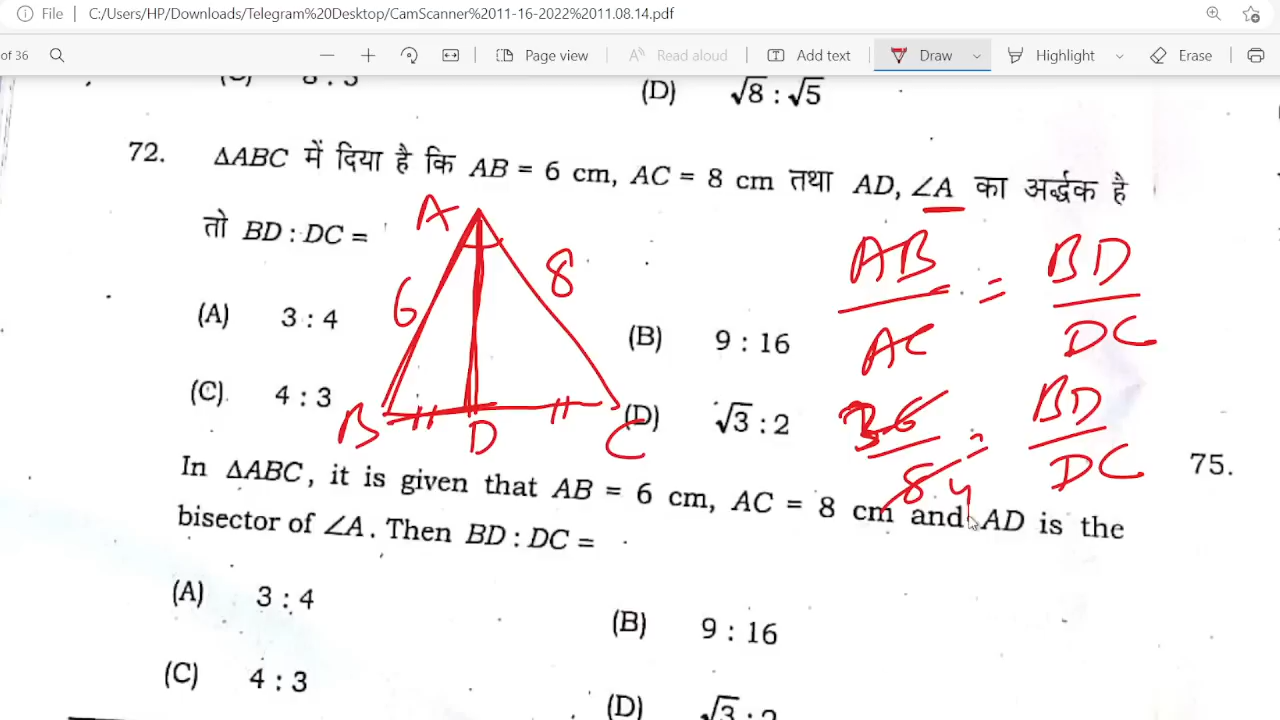 File C:/Users/HP/Downloads/Telegram%20Desktop/CamScanner%2011-16-2022%2011.08.14.pdf
of 36 Page view Read aloud Add text Draw Highlight Erase
(D) √8 : √5
72. ΔABC में दिया है कि AB = 6 cm, AC = 8 cm तथा AD, ∠A का अर्द्धक है
तो BD : DC =
(A) 3 : 4
(B) 9 : 16
(C) 4 : 3
(D) √3 : 2
A
6
8
B D C
AB/AC = BD/DC
3 6/8 4 = BD/DC
In ΔABC, it is given that AB = 6 cm, AC = 8 cm and AD is the
bisector of ∠A. Then BD : DC =
(A) 3 : 4
(B) 9 : 16
(C) 4 : 3
(D) √3 : 2
75.